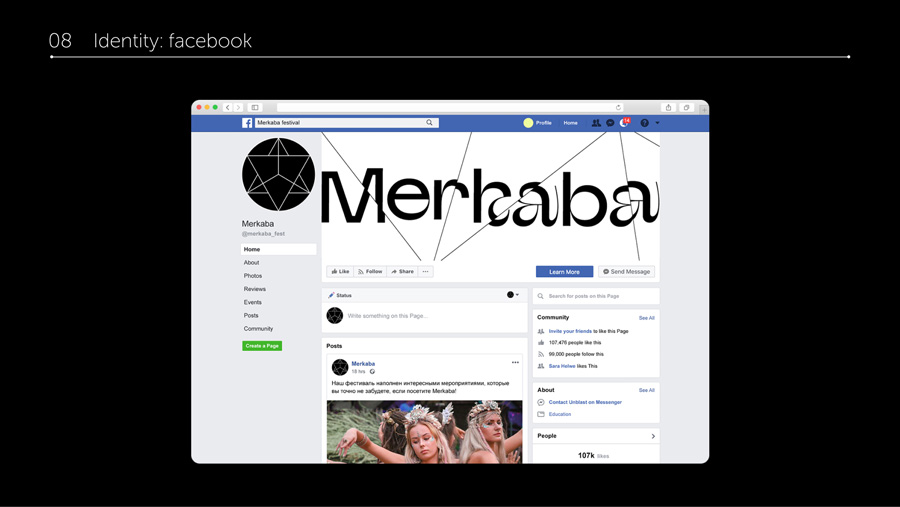 08 Identity: facebook
Merkaba festival
Profile Home 14 ?
Merkaba
Merkaba
@merkaba_fest
Home
About
Photos
Reviews
Events
Posts
Community
Create a Page
Like Follow Share ...
Learn More Send Message
Status
Write something on this Page...
Posts
Merkaba
18 hrs
Наш фестиваль наполнен интересными мероприятиями, которые
вы точно не забудете, если посетите Merkaba!
Search for posts on this Page
Community See All
Invite your friends to like this Page
107,476 people like this
99,000 people follow this
Sara Helwe likes This
About See All
Contact Unblast on Messenger
Education
People
107k likes